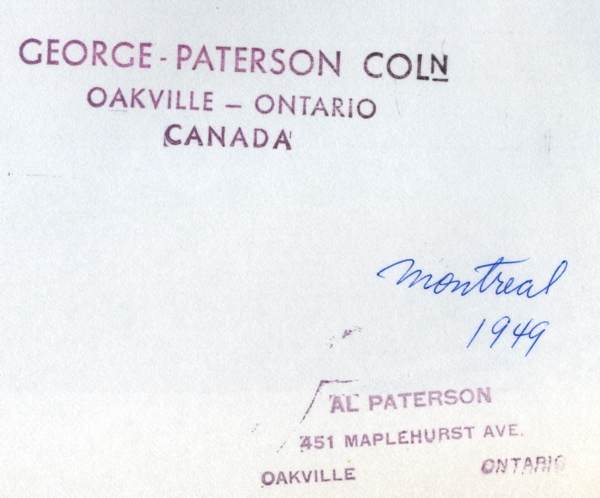 GEORGE - PATERSON COLN
OAKVILLE - ONTARIO
CANADA
Montreal
1949
AL PATERSON
451 MAPLEHURST AVE.
OAKVILLE ONTARIO